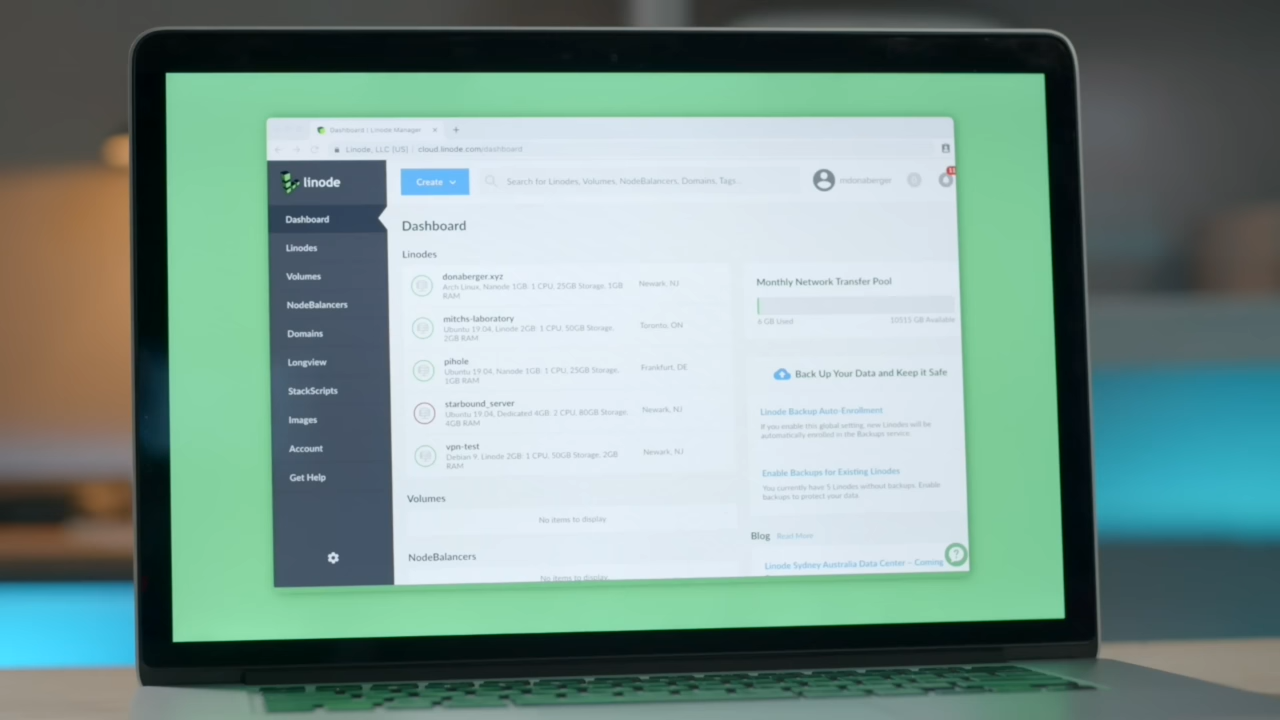 Dashboard | Linode Manager
Linode, LLC [US] | cloud.linode.com/dashboard
linode
Create
Search for Linodes, Volumes, NodeBalancers, Domains, Tags...
mdonaberger
Dashboard
Linodes
Volumes
NodeBalancers
Domains
Longview
StackScripts
Images
Account
Get Help
Dashboard
Linodes
donaberger.xyz
Arch Linux, Nanode 1GB: 1 CPU, 25GB Storage, 1GB
RAM
Newark, NJ
mitchs-laboratory
Ubuntu 19.04, Linode 2GB: 1 CPU, 50GB Storage,
2GB RAM
Toronto, ON
pihole
Ubuntu 19.04, Nanode 1GB: 1 CPU, 25GB Storage,
1GB RAM
Frankfurt, DE
starbound_server
Ubuntu 19.04, Dedicated 4GB: 2 CPU, 80GB Storage,
4GB RAM
Newark, NJ
vpn-test
Debian 9, Linode 2GB: 1 CPU, 50GB Storage, 2GB
RAM
Newark, NJ
Volumes
No items to display
NodeBalancers
No items to display
Monthly Network Transfer Pool
6 GB Used
10515 GB Available
Back Up Your Data and Keep it Safe
Linode Backup Auto-Enrollment
If you enable this global setting, new Linodes will be
automatically enrolled in the Backups service.
Enable Backups for Existing Linodes
You currently have 5 Linodes without backups. Enable
backups to protect your data.
Blog Read More
Linode Sydney Australia Data Center – Coming